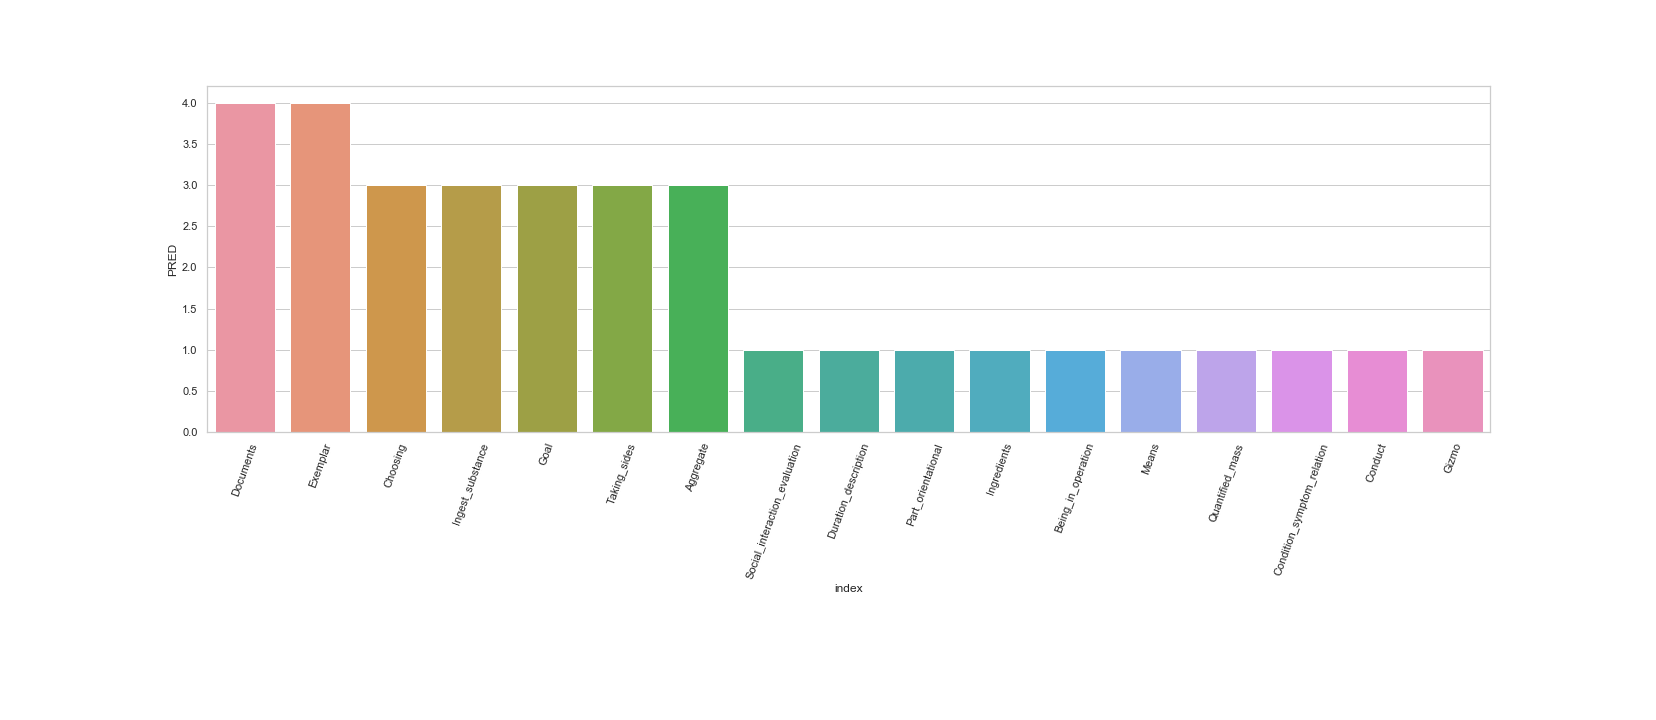 4.0
3.5
3.0
2.5
2.0
1.5
1.0
0.5
0.0
PRED
Documents
Exemplar
Choosing
Ingest_substance
Goal
Taking_sides
Aggregate
Social_interaction_evaluation
Duration_description
Part_orientational
Ingredients
Being_in_operation
Means
Quantified_mass
Condition_symptom_relation
Conduct
Gizmo
index